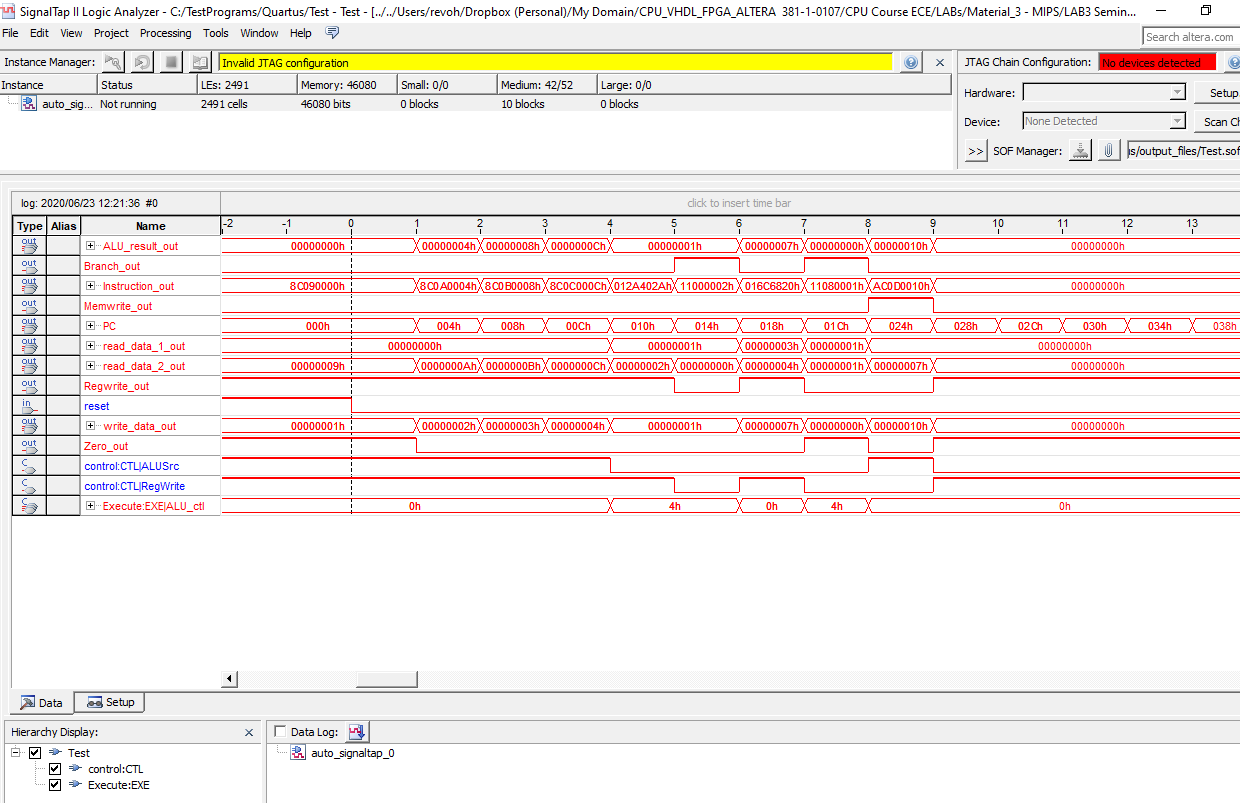 SignalTap II Logic Analyzer - C:/TestPrograms/Quartus/Test - Test - [../../Users/revoh/Dropbox (Personal)/My Domain/CPU_VHDL_FPGA_ALTERA 381-1-0107/CPU Course ECE/LABs/Material_3 - MIPS/LAB3 Semin...
File Edit View Project Processing Tools Window Help
Search altera.com
Instance Manager: Invalid JTAG configuration
JTAG Chain Configuration: No devices detected
Instance Status LEs: 2491 Memory: 46080 Small: 0/0 Medium: 42/52 Large: 0/0
auto_sig... Not running 2491 cells 46080 bits 0 blocks 10 blocks 0 blocks
Hardware: Setup
Device: None Detected Scan Ch
>> SOF Manager: s/output_files/Test.sof
log: 2020/06/23 12:21:36 #0 click to insert time bar
Type Alias Name -2 -1 0 1 2 3 4 5 6 7 8 9 10 11 12 13
out ALU_result_out 00000000h 00000004h 00000008h 0000000Ch 00000001h 00000007h 00000000h 00000010h 00000000h
out Branch_out
out Instruction_out 8C090000h 8C0A0004h 8C0B0008h 8C0C000Ch 012A402Ah 11000002h 016C6820h 11080001h AC0D0010h 00000000h
out Memwrite_out
out PC 000h 004h 008h 00Ch 010h 014h 018h 01Ch 024h 028h 02Ch 030h 034h 038h
out read_data_1_out 00000000h 00000001h 00000003h 00000001h 00000000h
out read_data_2_out 00000009h 0000000Ah 0000000Bh 0000000Ch 00000002h 00000000h 00000004h 00000001h 00000007h 00000000h
out Regwrite_out
in reset
out write_data_out 00000001h 00000002h 00000003h 00000004h 00000001h 00000007h 00000000h 00000010h 00000000h
out Zero_out
C control:CTL|ALUSrc
C control:CTL|RegWrite
C Execute:EXE|ALU_ctl 0h 4h 0h 4h 0h
Data Setup
Hierarchy Display:
Test
control:CTL
Execute:EXE
Data Log:
auto_signaltap_0